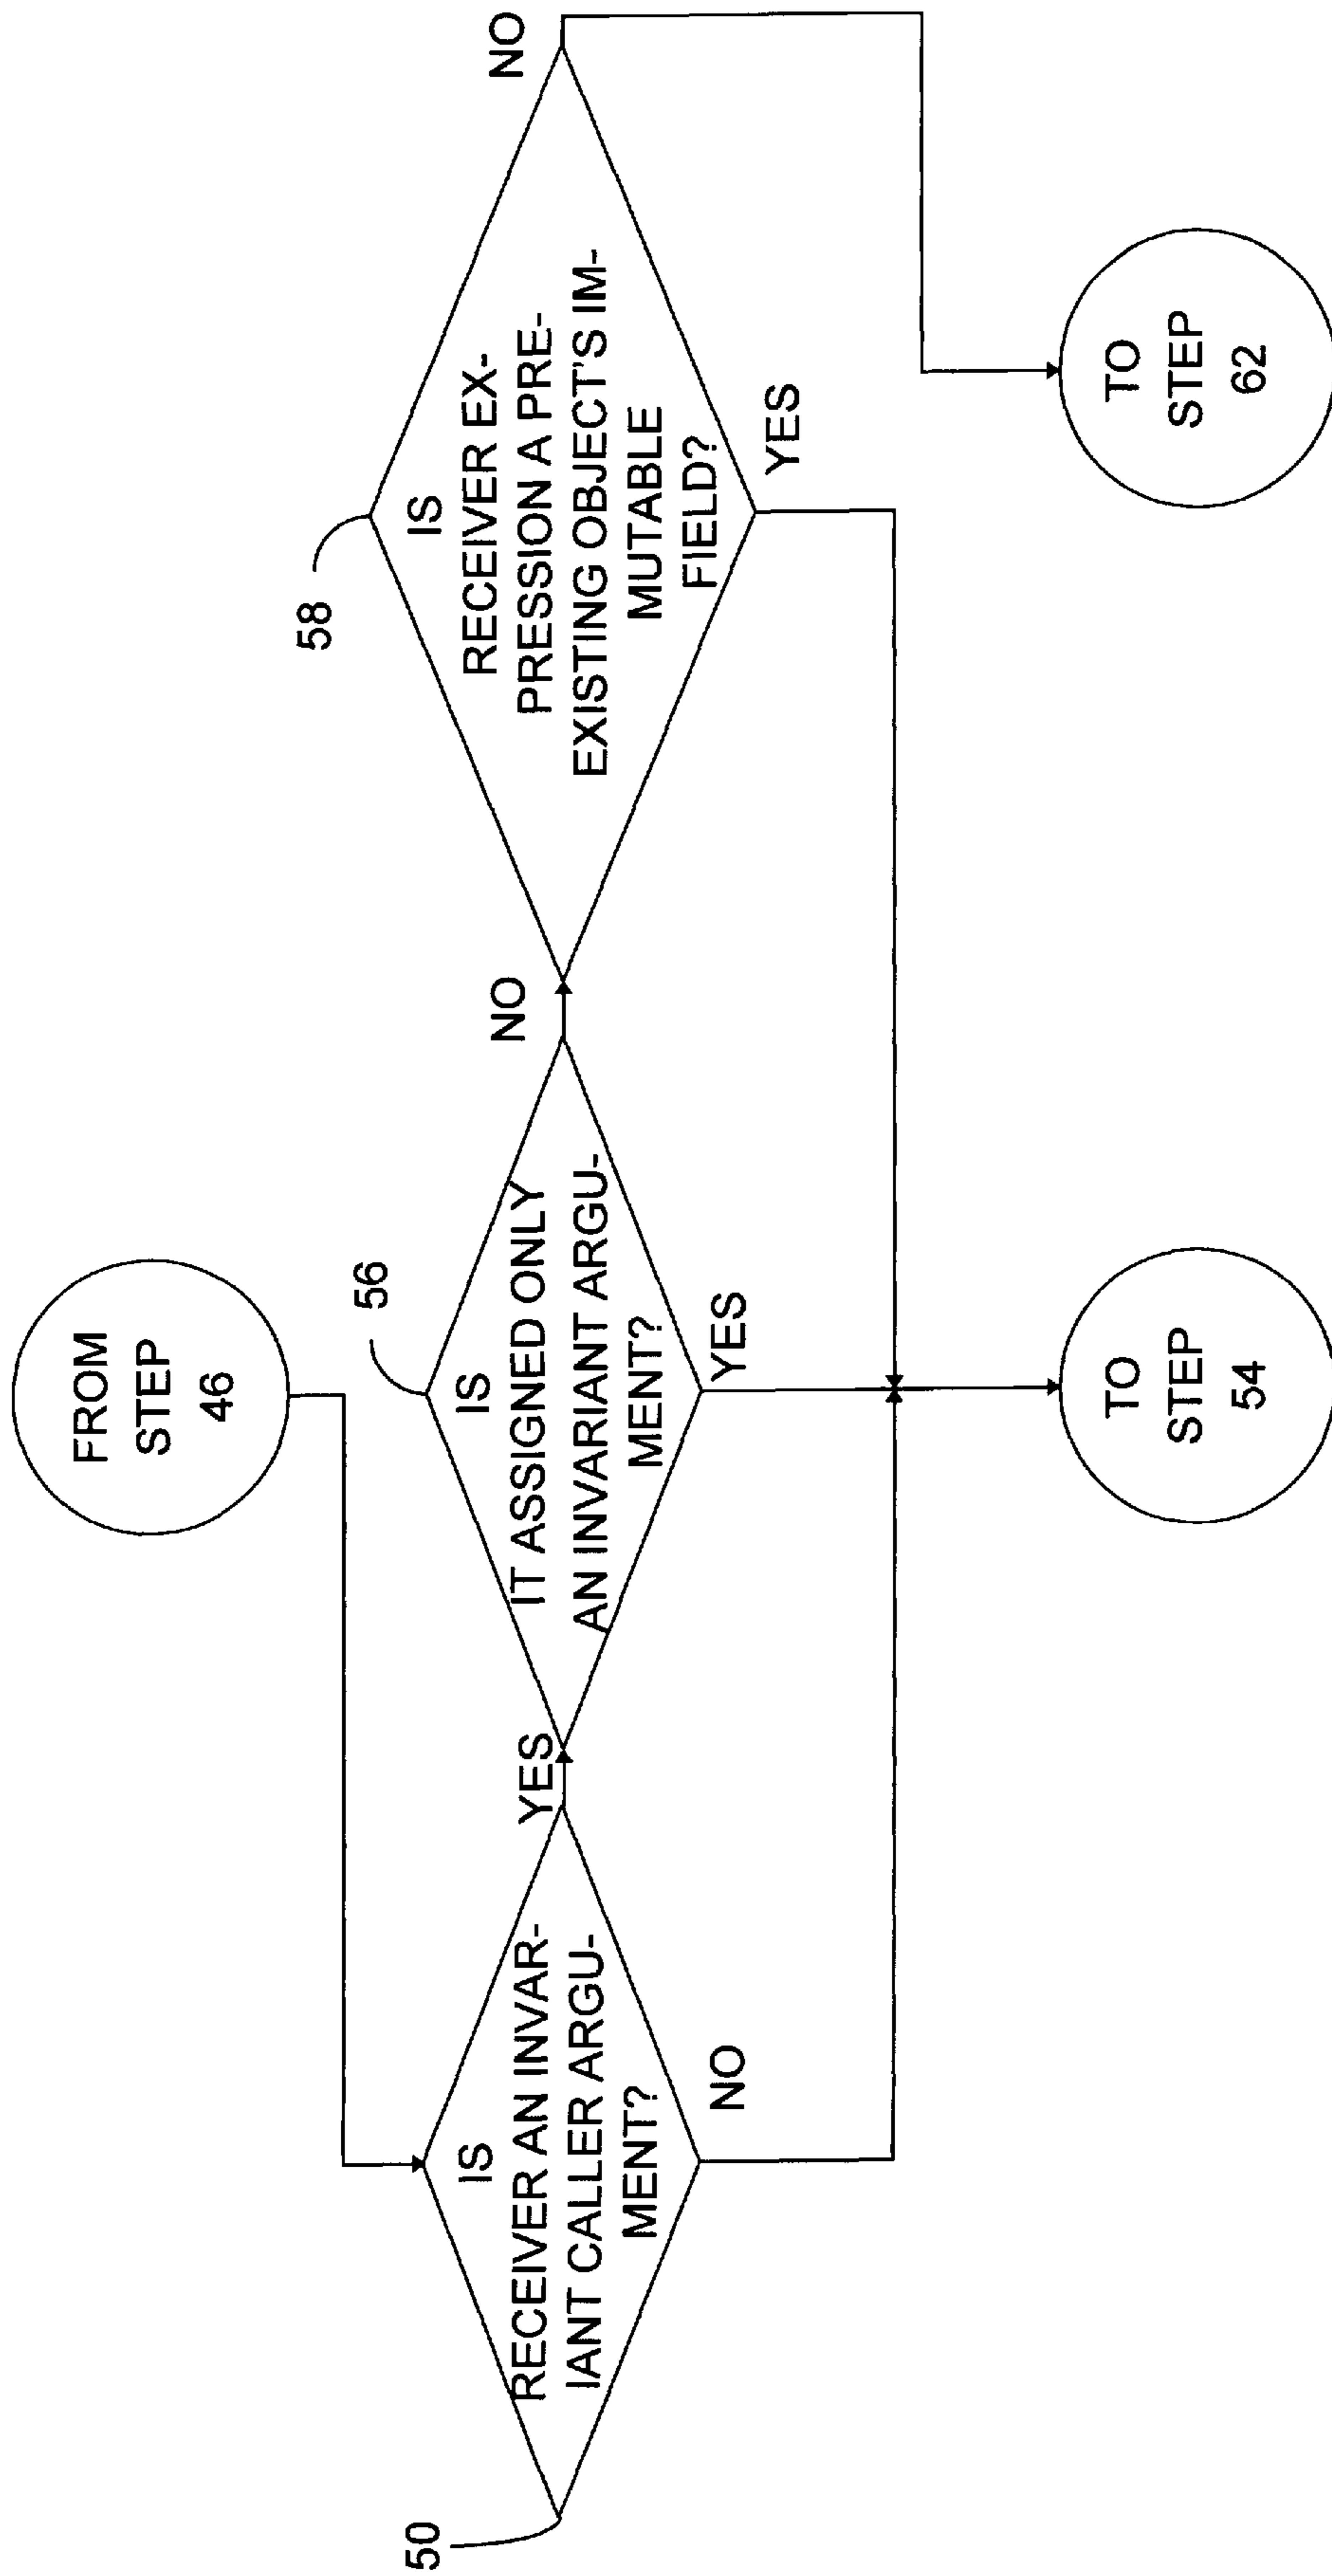 FROM
STEP
46
50
IS
RECEIVER AN INVAR-
IANT CALLER ARGU-
MENT?
YES
NO
56
IS
IT ASSIGNED ONLY
AN INVARIANT ARGU-
MENT?
NO
YES
58
IS
RECEIVER EX-
PRESSION A PRE-
EXISTING OBJECT'S IM-
MUTABLE
FIELD?
NO
YES
TO
STEP
54
TO
STEP
62